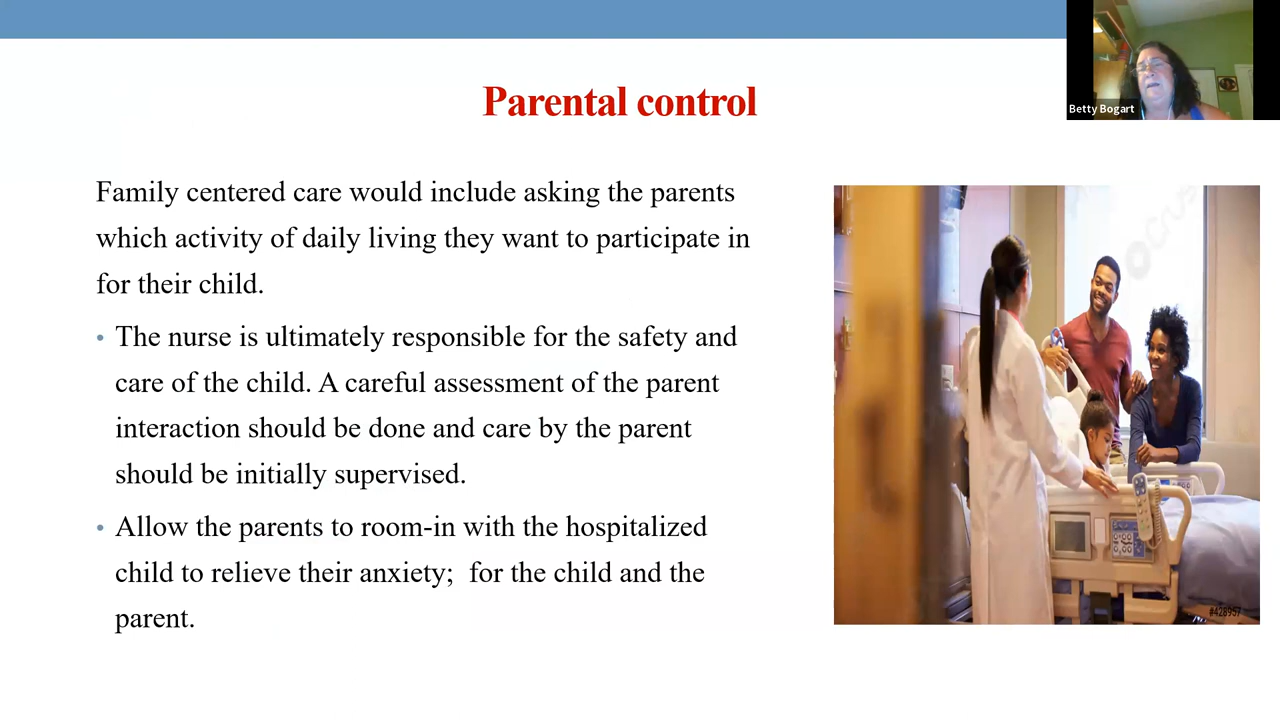 Betty Bogart
Parental control
Family centered care would include asking the parents
which activity of daily living they want to participate in
for their child.
• The nurse is ultimately responsible for the safety and
care of the child. A careful assessment of the parent
interaction should be done and care by the parent
should be initially supervised.
• Allow the parents to room-in with the hospitalized
child to relieve their anxiety;  for the child and the
parent.
#428957